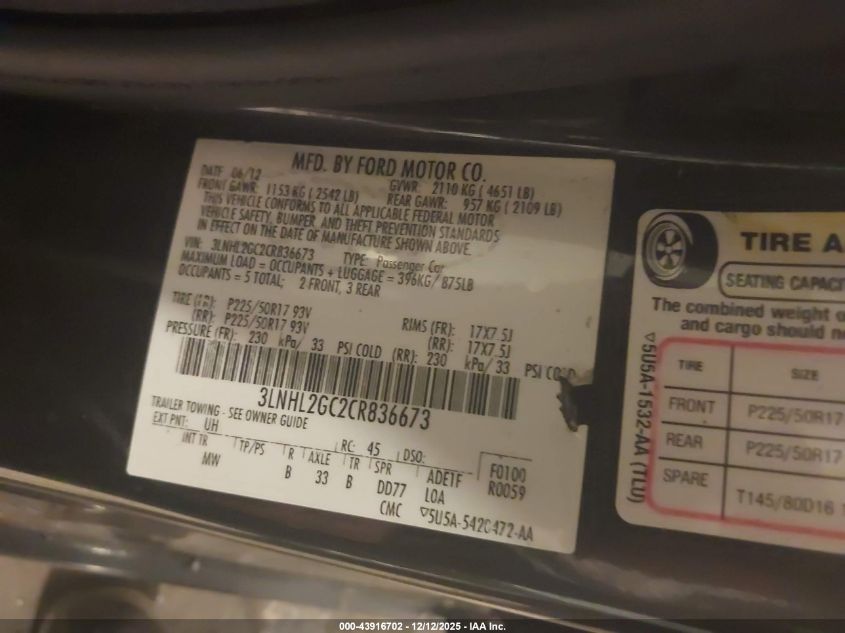 MFD. BY FORD MOTOR CO.
DATE 06/12 GVWR: 2110 KG ( 4651 LB)
FRONT GAWR: 1153 KG ( 2542 LB) REAR GAWR: 957 KG ( 2109 LB)
THIS VEHICLE CONFORMS TO ALL APPLICABLE FEDERAL MOTOR
VEHICLE SAFETY, BUMPER, AND THEFT PREVENTION STANDARDS
IN EFFECT ON THE DATE OF MANUFACTURE SHOWN ABOVE.
VIN: 3LNHL2GC2CR836673 TYPE: Passenger Car
MAXIMUM LOAD = OCCUPANTS + LUGGAGE = 396KG/ 875LB
OCCUPANTS = 5 TOTAL; 2 FRONT, 3 REAR
TIRE (FR): P225/50R17 93V RIMS (FR): 17X7.5J
(RR): P225/50R17 93V (RR): 17X7.5J
PRESSURE (FR): 230 kPa/ 33 PSI COLD (RR): 230 kPa/ 33 PSI COLD
3LNHL2GC2CR836673
TRAILER TOWING - SEE OWNER GUIDE
EXT PNT: UH RC: 45 DSO:
INT TR TP/PS R AXLE TR SPR ADETF F0100
MW B 33 B DD77 LOA R0059
CMC ▽5U5A-5420472-AA
TIRE A
SEATING CAPACI
The combined weight o
and cargo should n
TIRE SIZE
FRONT P225/50R17
REAR P225/50R17
SPARE T145/80D16
▽5U5A-1532-AA (TLU)
000-43916702 - 12/12/2025 - IAA Inc.